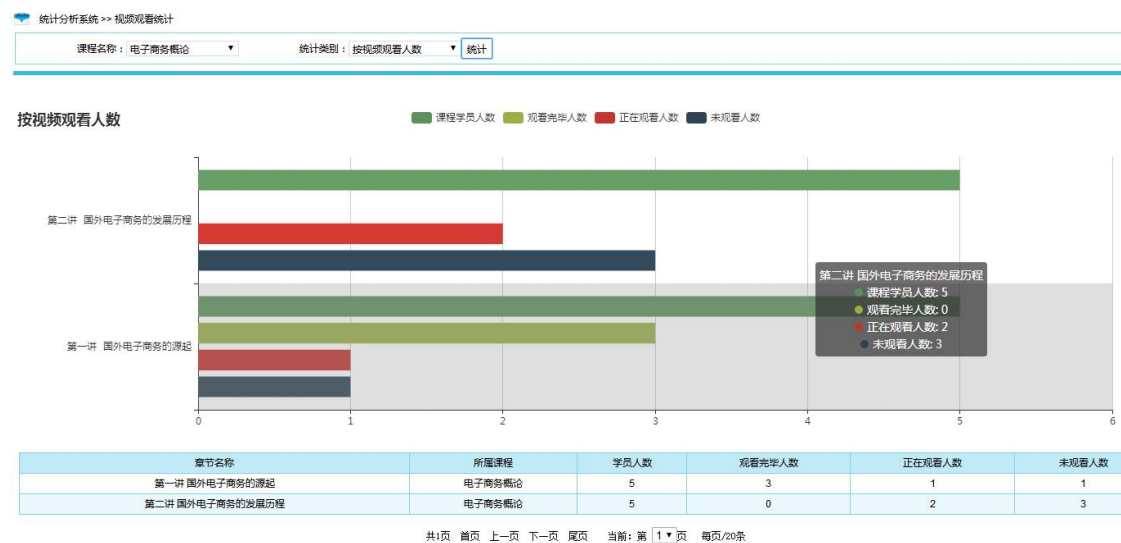 统计分析系统 >> 视频观看统计
课程名称： 电子商务概论 统计类别： 按视频观看人数 统计
按视频观看人数
课程学员人数 观看完毕人数 正在观看人数 未观看人数
第二讲 国外电子商务的发展历程
第二讲 国外电子商务的发展历程
课程学员人数: 5
观看完毕人数: 0
正在观看人数: 2
未观看人数: 3
第一讲 国外电子商务的源起
0 1 2 3 4 5 6
章节名称 所属课程 学员人数 观看完毕人数 正在观看人数 未观看人数
第一讲 国外电子商务的源起 电子商务概论 5 3 1 1
第二讲 国外电子商务的发展历程 电子商务概论 5 0 2 3
共1页 首页 上一页 下一页 尾页 当前: 第 1 页 每页/20条